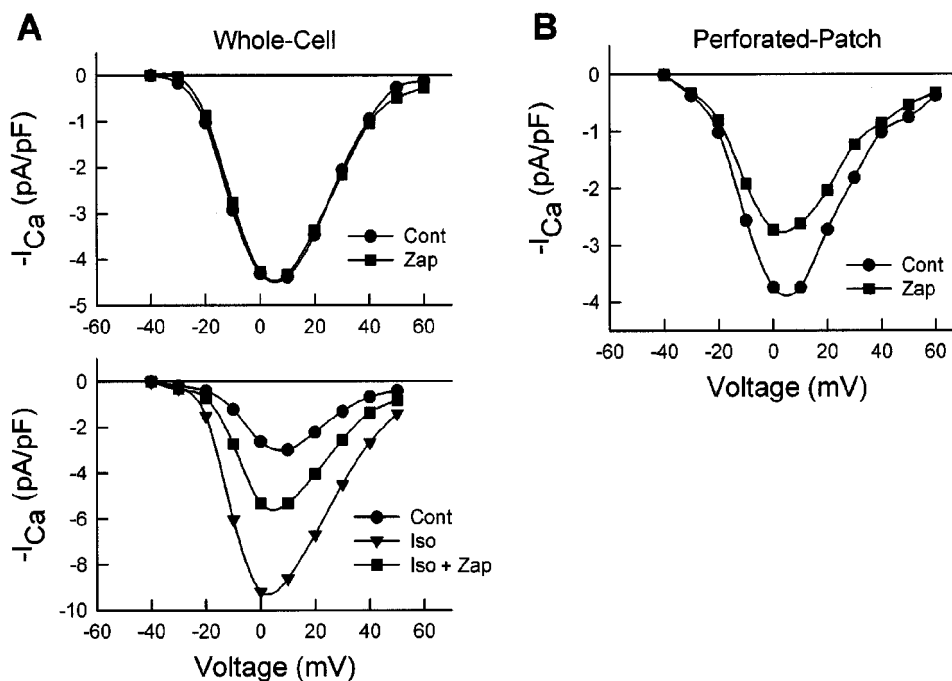 A
Whole-Cell
0
-1
-2
-3
-4
-5
-I Ca (pA/pF)
Cont
Zap
-60 -40 -20 0 20 40 60
0
-2
-4
-6
-8
-10
-I Ca (pA/pF)
Cont
Iso
Iso + Zap
-60 -40 -20 0 20 40 60
Voltage (mV)
B
Perforated-Patch
0
-1
-2
-3
-4
-I Ca (pA/pF)
Cont
Zap
-60 -40 -20 0 20 40 60
Voltage (mV)